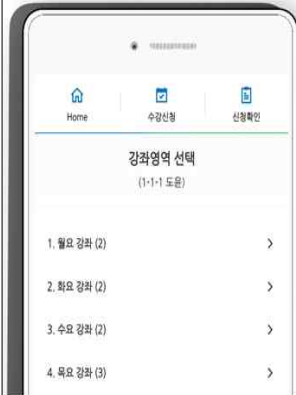 Home
수강신청
신청확인
강좌영역 선택
(1-1-1 도윤)
1. 월요 강좌 (2)
2. 화요 강좌 (2)
3. 수요 강좌 (2)
4. 목요 강좌 (3)